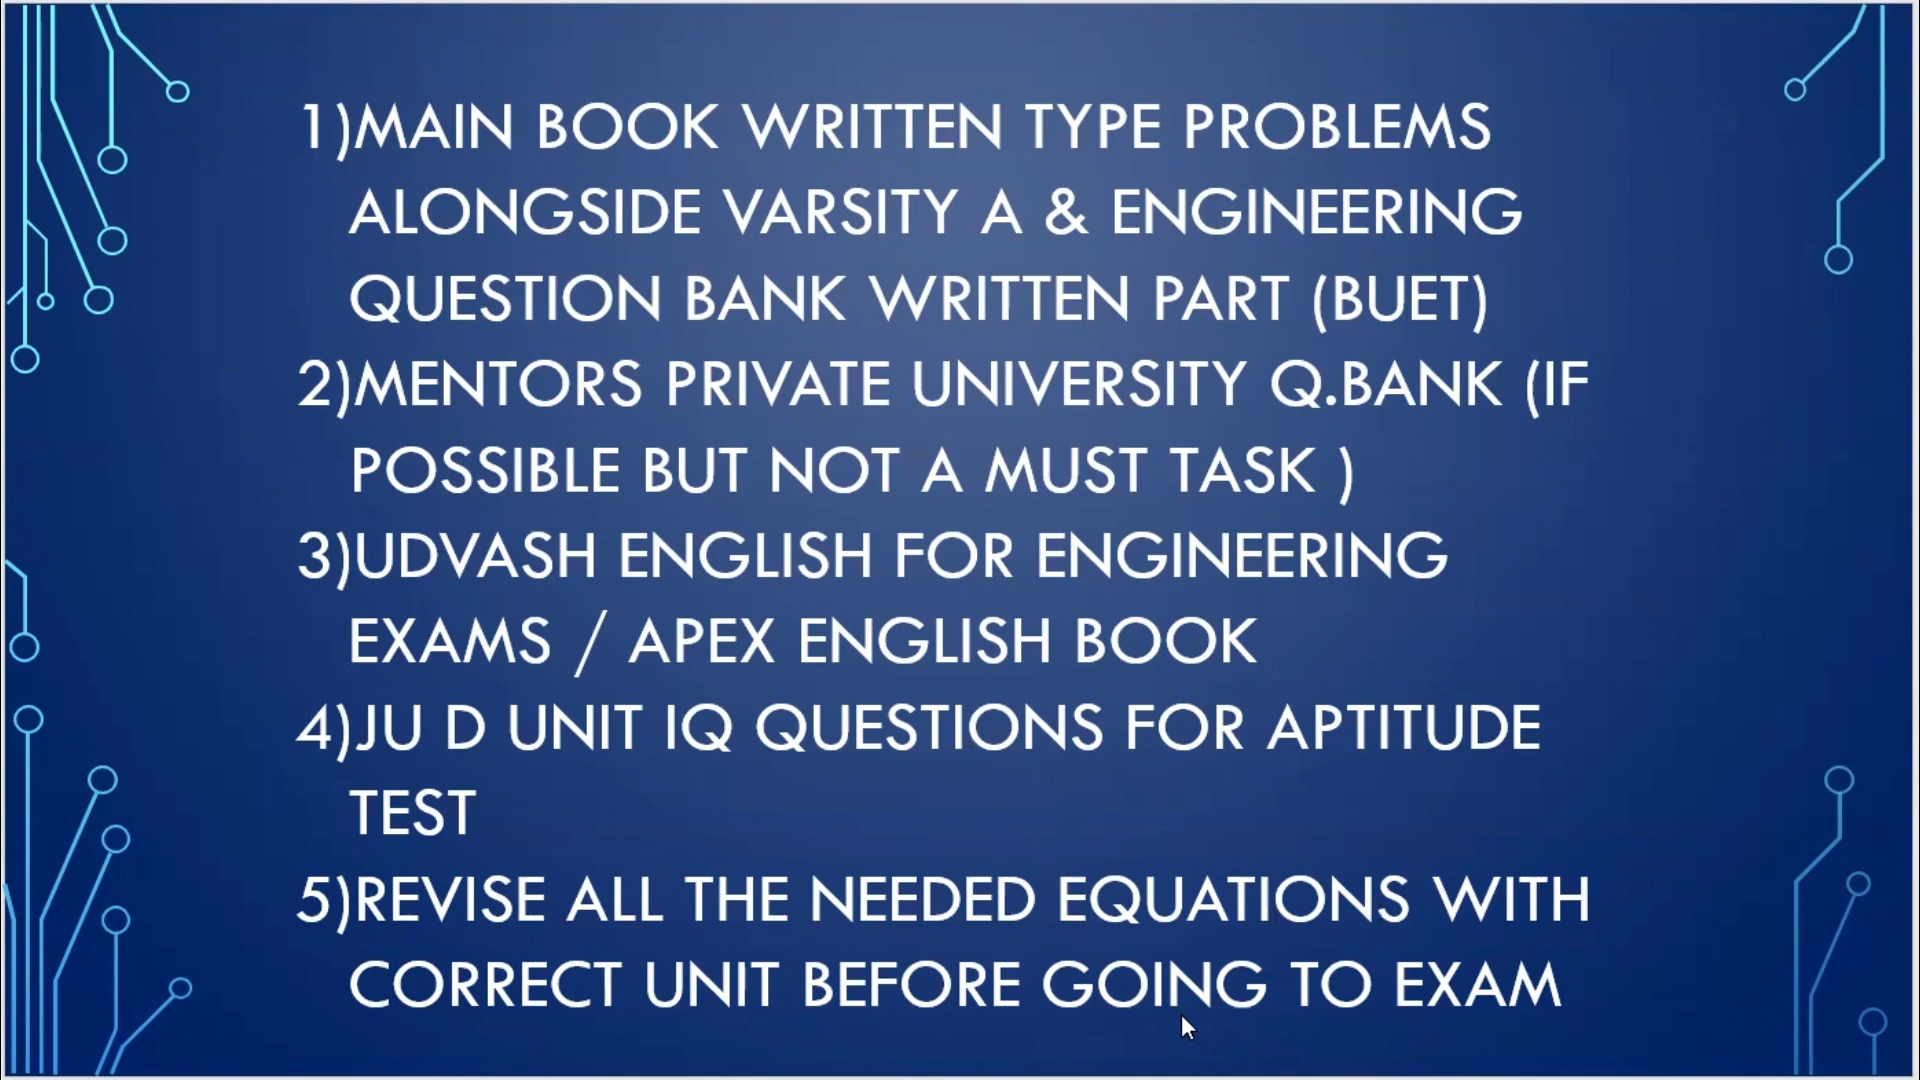 1)MAIN BOOK WRITTEN TYPE PROBLEMS
ALONGSIDE VARSITY A & ENGINEERING
QUESTION BANK WRITTEN PART (BUET)
2)MENTORS PRIVATE UNIVERSITY Q.BANK (IF
POSSIBLE BUT NOT A MUST TASK )
3)UDVASH ENGLISH FOR ENGINEERING
EXAMS / APEX ENGLISH BOOK
4)JU D UNIT IQ QUESTIONS FOR APTITUDE
TEST
5)REVISE ALL THE NEEDED EQUATIONS WITH
CORRECT UNIT BEFORE GOING TO EXAM